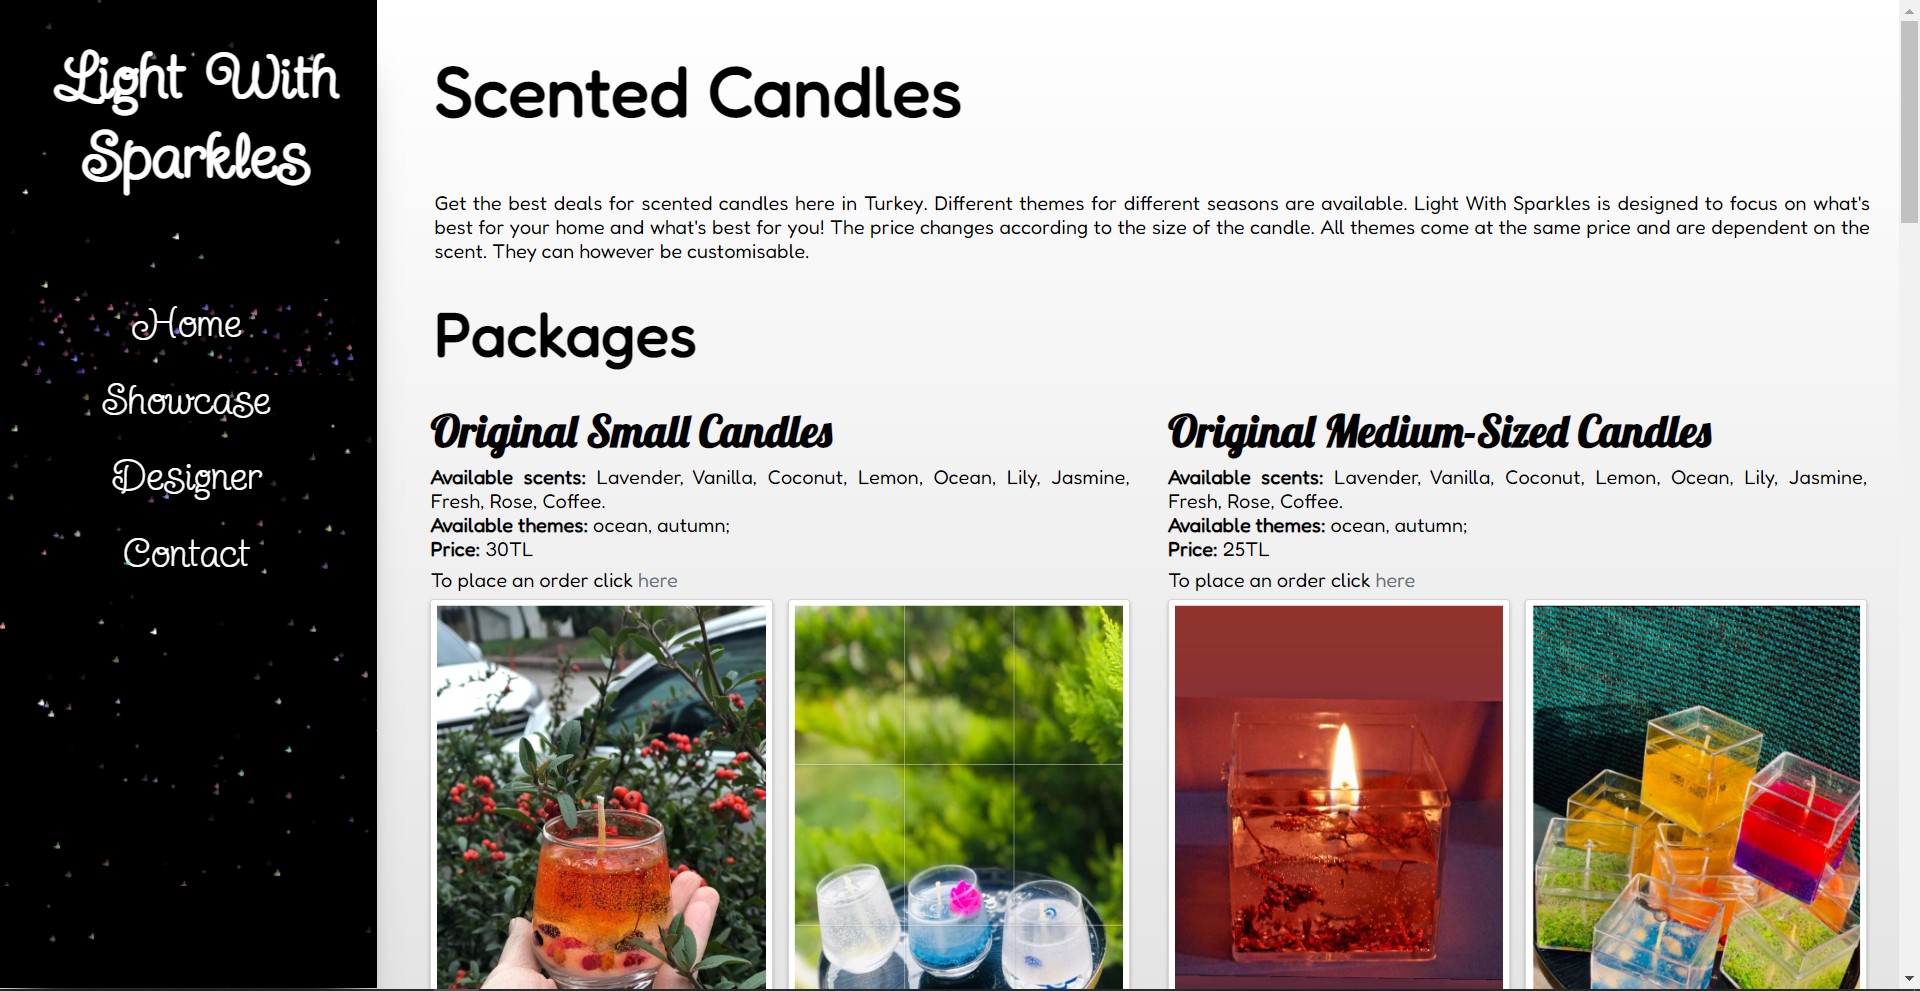 Light With
Sparkles
Home
Showcase
Designer
Contact
Scented Candles
Get the best deals for scented candles here in Turkey. Different themes for different seasons are available. Light With Sparkles is designed to focus on what's
best for your home and what's best for you! The price changes according to the size of the candle. All themes come at the same price and are dependent on the
scent. They can however be customisable.
Packages
Original Small Candles
Available scents: Lavender, Vanilla, Coconut, Lemon, Ocean, Lily, Jasmine,
Fresh, Rose, Coffee.
Available themes: ocean, autumn;
Price: 30TL
To place an order click here
Original Medium-Sized Candles
Available scents: Lavender, Vanilla, Coconut, Lemon, Ocean, Lily, Jasmine,
Fresh, Rose, Coffee.
Available themes: ocean, autumn;
Price: 25TL
To place an order click here